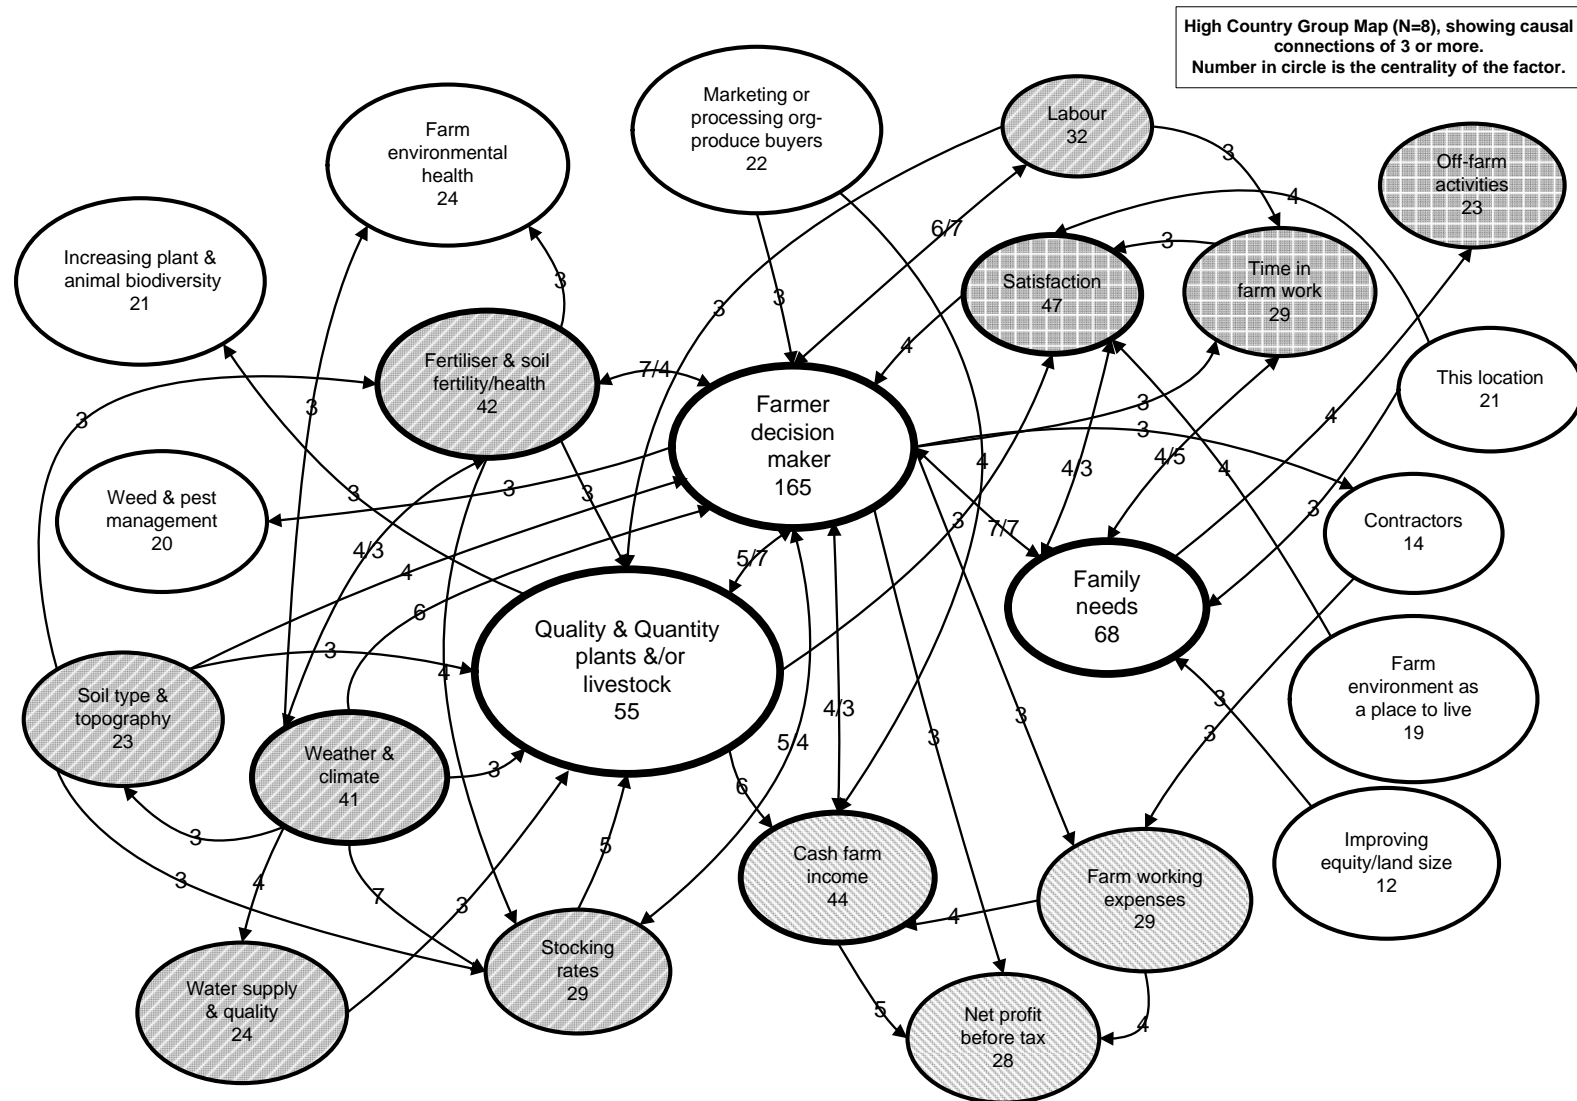 High Country Group Map (N=8), showing causal
connections of 3 or more.
Number in circle is the centrality of the factor.
Marketing or
processing org-
produce buyers
22
Labour
32
Farm
environmental
health
24
Off-farm
activities
23
Increasing plant &
animal biodiversity
21
Satisfaction
47
Time in
farm work
29
Fertiliser & soil
fertility/health
42
This location
21
Farmer
decision
maker
165
Weed & pest
management
20
Contractors
14
Family
needs
68
Quality & Quantity
plants &/or
livestock
55
Soil type &
topography
23
Farm
environment as
a place to live
19
Weather &
climate
41
Cash farm
income
44
Farm working
expenses
29
Improving
equity/land size
12
Stocking
rates
29
Water supply
& quality
24
Net profit
before tax
28
3
4
6/7
3
3
3
3
4
7/4
3
3
3
4
4/3
4/5
4
4
3
3
3
3
3
7/7
4/3
5/7
4
6
3
4
4/3
5/4
3
3
3
3
3
6
3
5
4
7
3
3
4
5
4